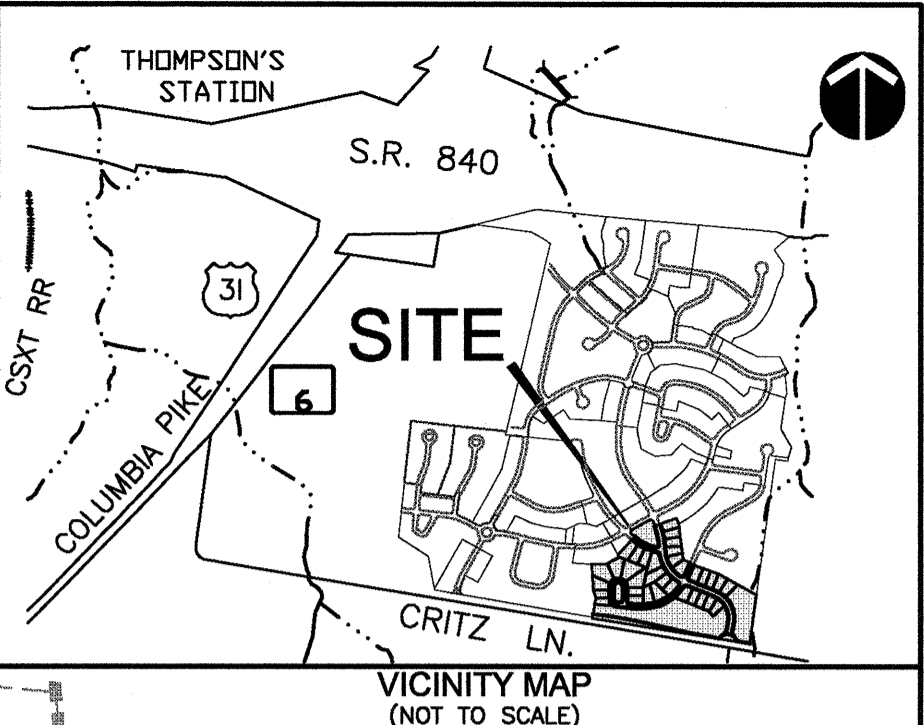 THOMPSON'S
STATION
S.R. 840
CSXT RR
31
SITE
6
COLUMBIA PIKE
CRITZ LN.
VICINITY MAP
(NOT TO SCALE)